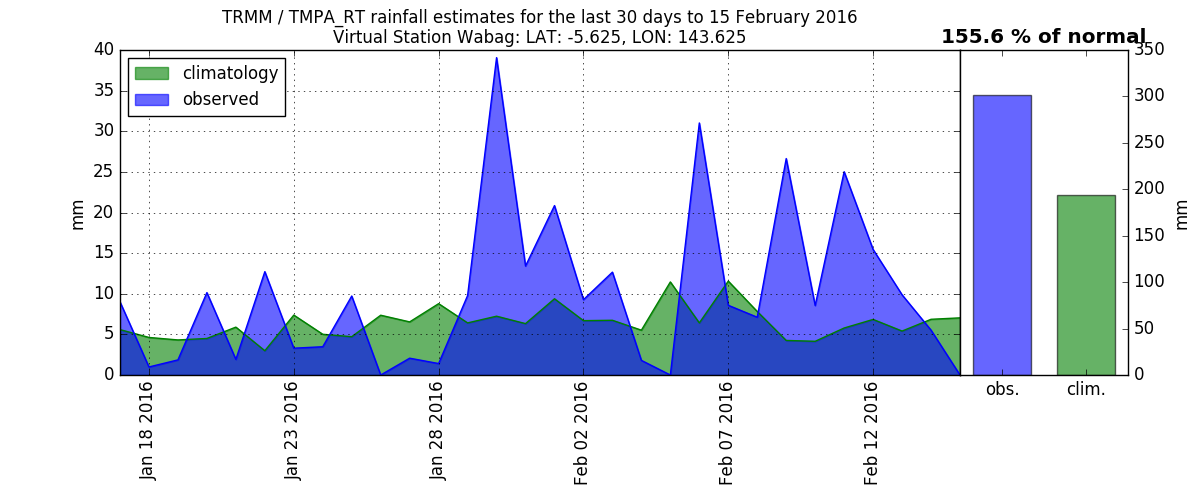 TRMM / TMPA_RT rainfall estimates for the last 30 days to 15 February 2016
Virtual Station Wabag: LAT: -5.625, LON: 143.625
155.6 % of normal
climatology
observed
40
35
30
25
20
15
10
5
0
mm
Jan 18 2016
Jan 23 2016
Jan 28 2016
Feb 02 2016
Feb 07 2016
Feb 12 2016
350
300
250
200
150
100
50
0
mm
obs.
clim.